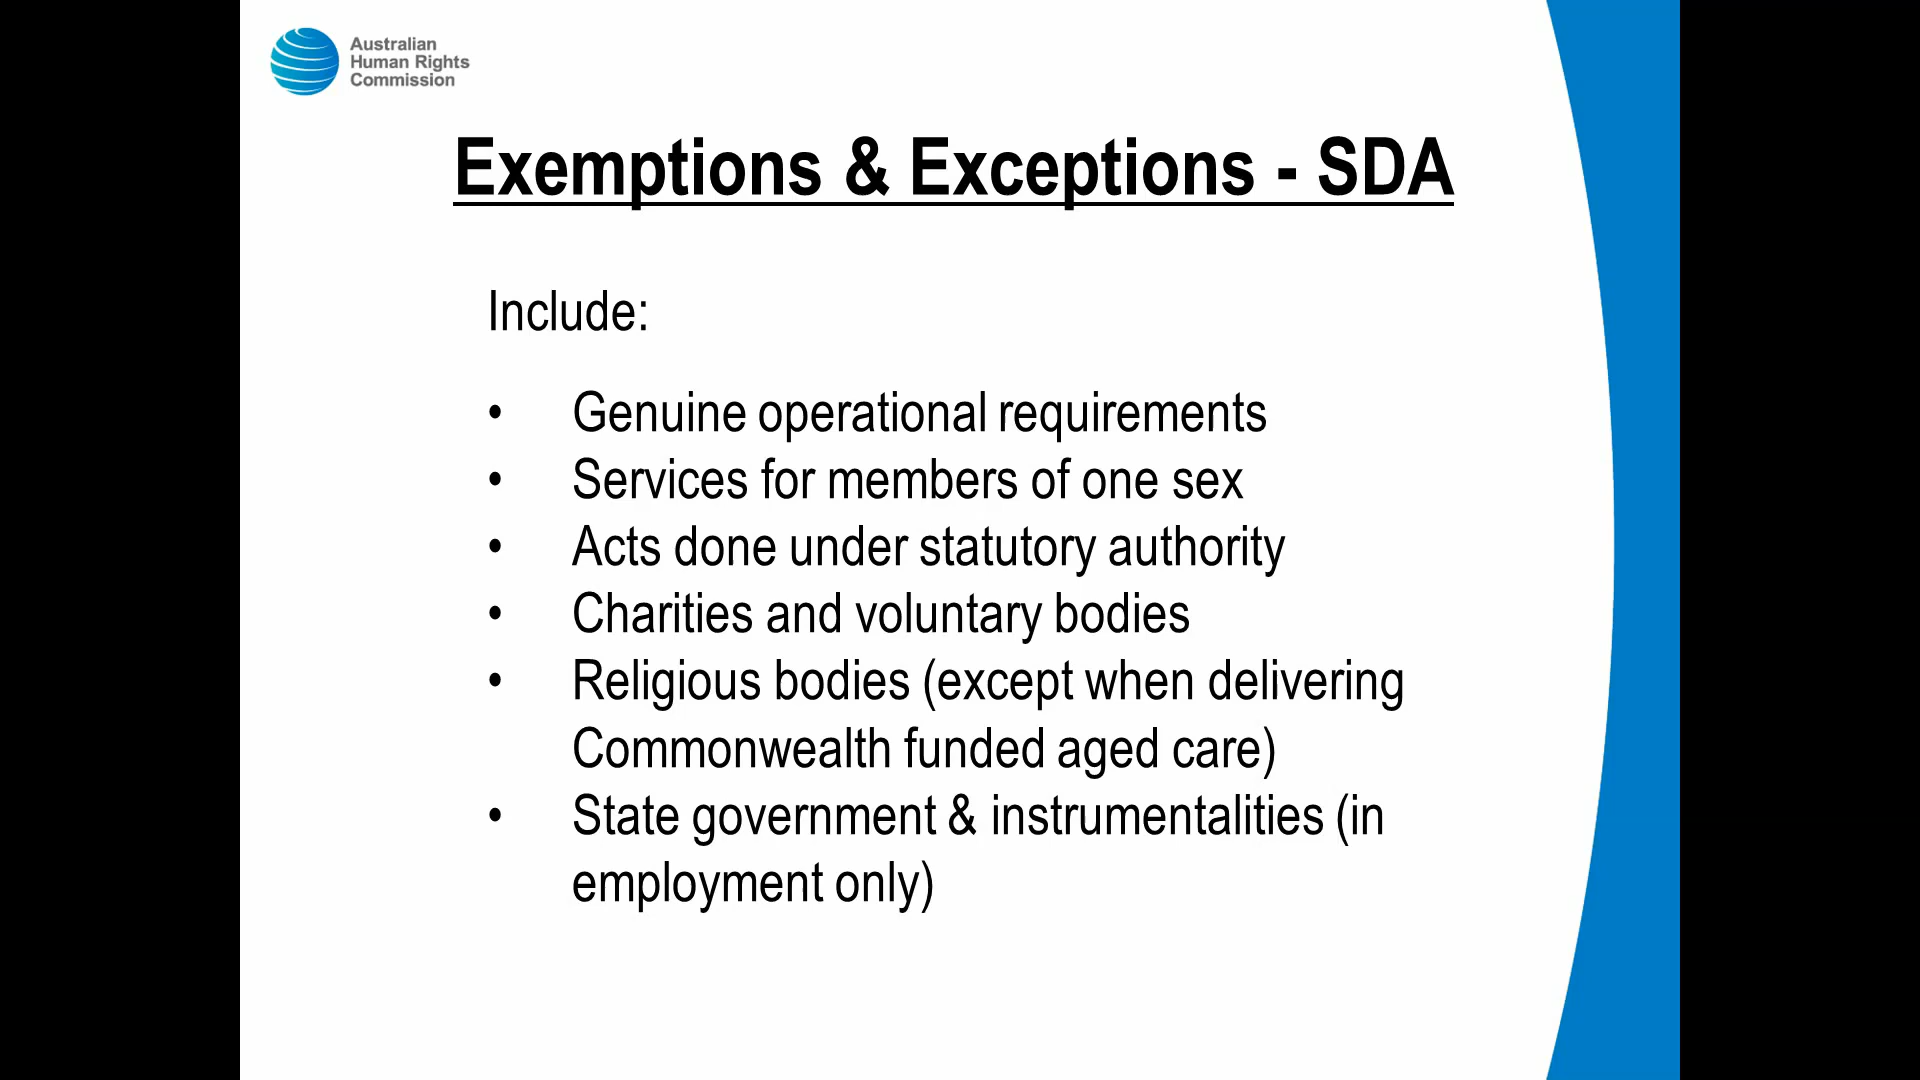 Australian
Human Rights
Commission
Exemptions & Exceptions - SDA
Include:
• Genuine operational requirements
• Services for members of one sex
• Acts done under statutory authority
• Charities and voluntary bodies
• Religious bodies (except when delivering
Commonwealth funded aged care)
• State government & instrumentalities (in
employment only)